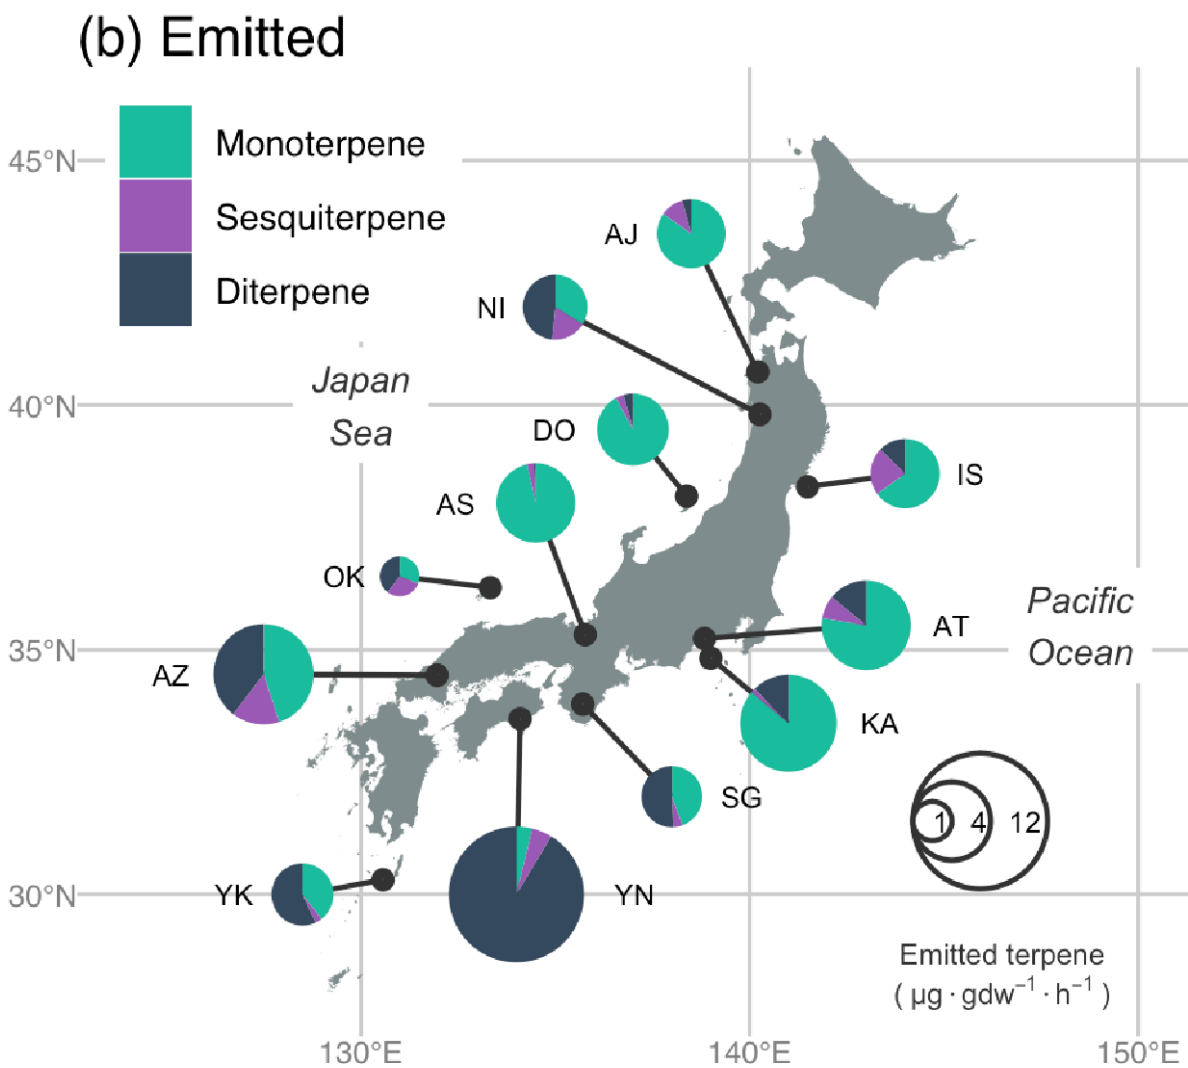 (b) Emitted
Monoterpene
Sesquiterpene
Diterpene
45°N
40°N
35°N
30°N
130°E
140°E
150°E
Japan
Sea
Pacific
Ocean
AJ
NI
DO
IS
AS
OK
AT
AZ
KA
SG
YK
YN
1 4 12
Emitted terpene
( µg · gdw⁻¹ · h⁻¹ )